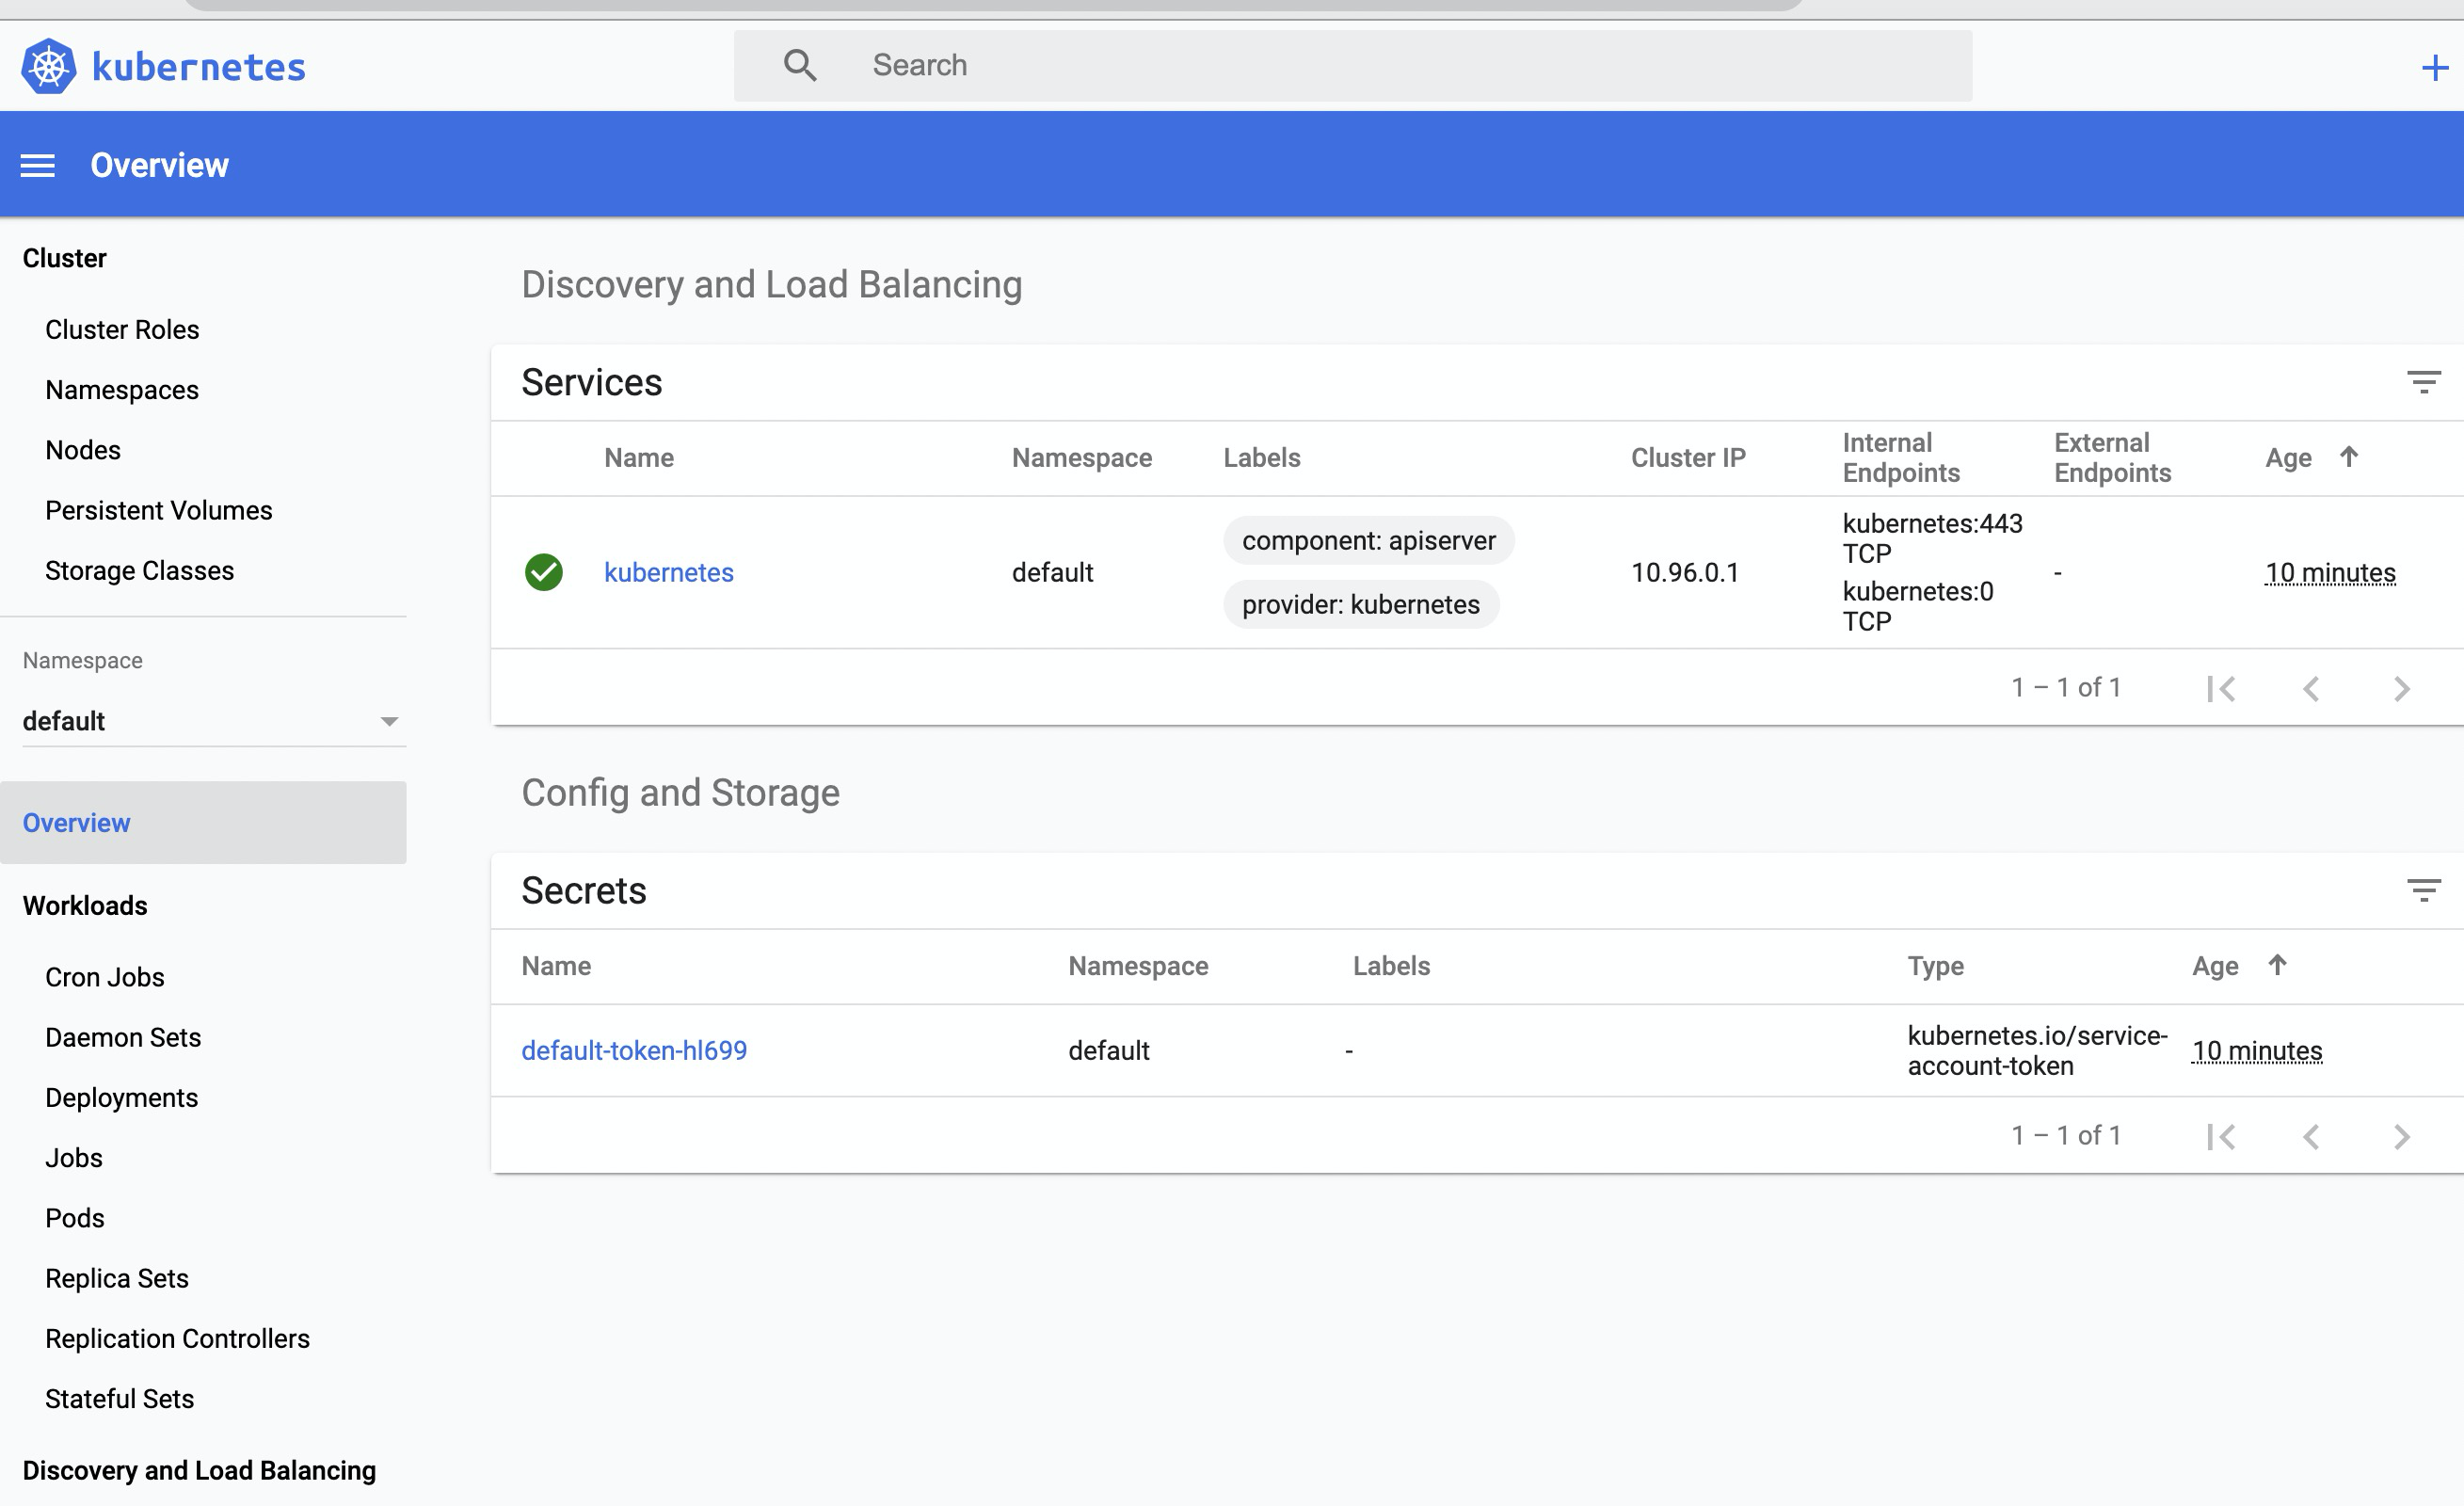 kubernetes
Search
Overview
Cluster
Cluster Roles
Namespaces
Nodes
Persistent Volumes
Storage Classes
Namespace
default
Overview
Workloads
Cron Jobs
Daemon Sets
Deployments
Jobs
Pods
Replica Sets
Replication Controllers
Stateful Sets
Discovery and Load Balancing
Discovery and Load Balancing
Services
Name Namespace Labels Cluster IP Internal Endpoints External Endpoints Age
kubernetes default component: apiserver provider: kubernetes 10.96.0.1 kubernetes:443 TCP kubernetes:0 TCP - 10 minutes
1 – 1 of 1
Config and Storage
Secrets
Name Namespace Labels Type Age
default-token-hl699 default - kubernetes.io/service-account-token 10 minutes
1 – 1 of 1